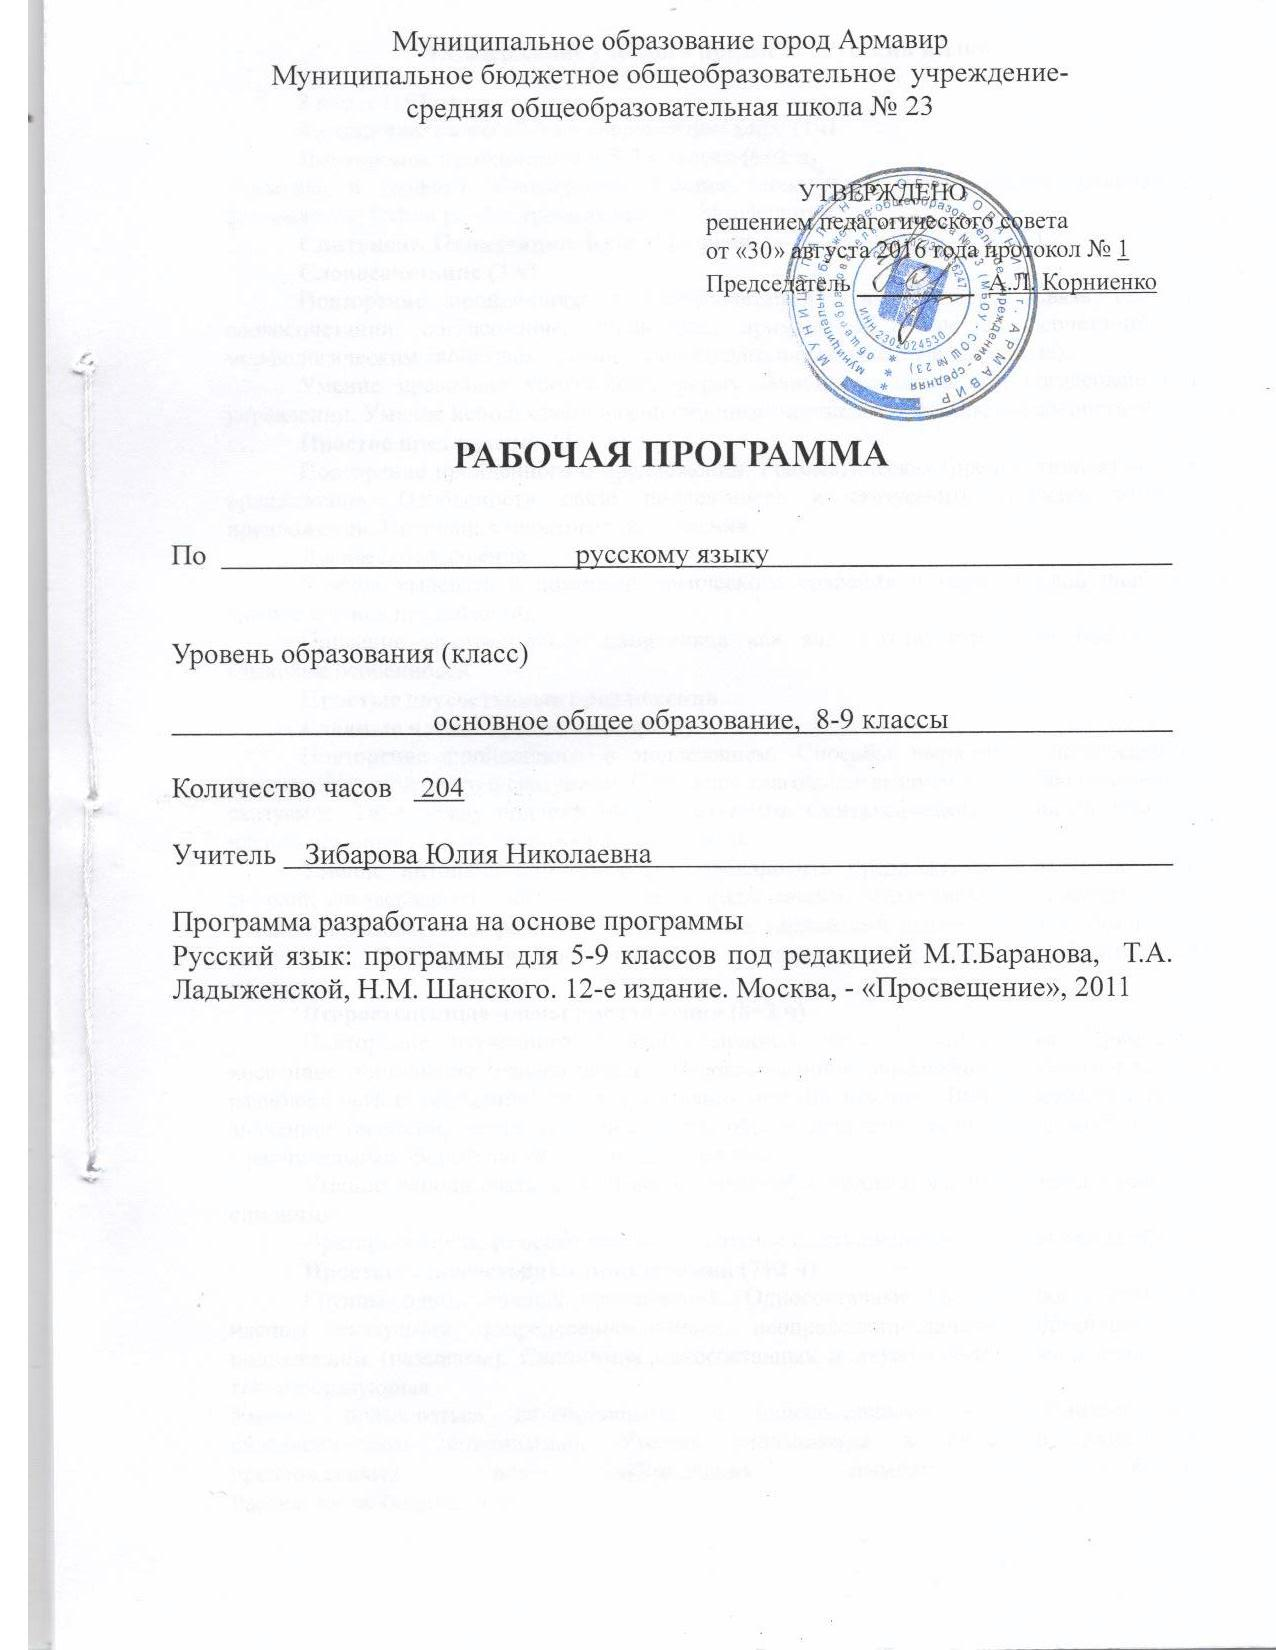 Муниципальное образование город Армавир
Муниципальное бюджетное общеобразовательное учреждение-
средняя общеобразовательная школа № 23
УТВЕРЖДЕНО
решением педагогического совета
от «30» августа 2016 года протокол № 1
Председатель А.Л. Корниенко
ИНН 2302024530
РАБОЧАЯ ПРОГРАММА
По русскому языку
Уровень образования (класс)
основное общее образование, 8-9 классы
Количество часов 204
Учитель Зибарова Юлия Николаевна
Программа разработана на основе программы
Русский язык: программы для 5-9 классов под редакцией М.Т.Баранова, Т.А.
Ладыженской, Н.М. Шанского. 12-е издание. Москва, - «Просвещение», 2011